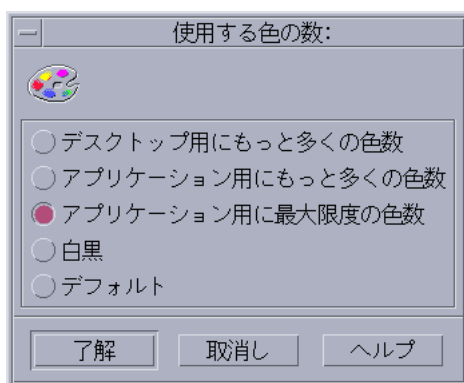 使用する色の数:
デスクトップ用にもっと多くの色数
アプリケーション用にもっと多くの色数
アプリケーション用に最大限度の色数
白黒
デフォルト
了解
取消し
ヘルプ